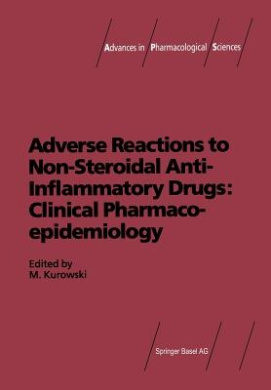 Advances in Pharmacological Sciences
Adverse Reactions to
Non-Steroidal Anti-
Inflammatory Drugs:
Clinical Pharmaco-
epidemiology
Edited by
M. Kurowski
Springer Basel AG